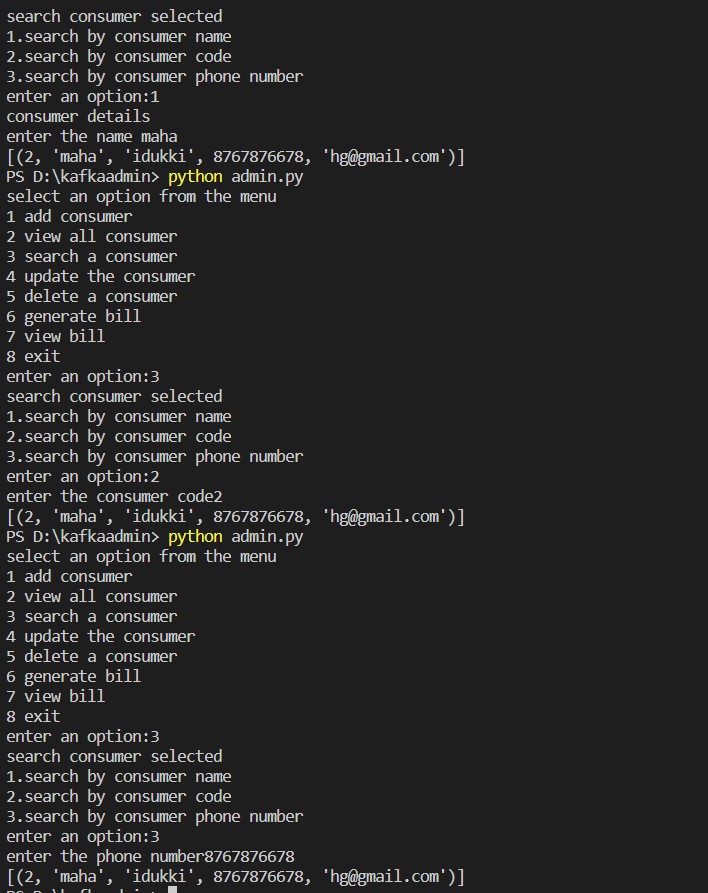 search consumer selected
1.search by consumer name
2.search by consumer code
3.search by consumer phone number
enter an option:1
consumer details
enter the name maha
[(2, 'maha', 'idukki', 8767876678, 'hg@gmail.com')]
PS D:\kafkaadmin> python admin.py
select an option from the menu
1 add consumer
2 view all consumer
3 search a consumer
4 update the consumer
5 delete a consumer
6 generate bill
7 view bill
8 exit
enter an option:3
search consumer selected
1.search by consumer name
2.search by consumer code
3.search by consumer phone number
enter an option:2
enter the consumer code2
[(2, 'maha', 'idukki', 8767876678, 'hg@gmail.com')]
PS D:\kafkaadmin> python admin.py
select an option from the menu
1 add consumer
2 view all consumer
3 search a consumer
4 update the consumer
5 delete a consumer
6 generate bill
7 view bill
8 exit
enter an option:3
search consumer selected
1.search by consumer name
2.search by consumer code
3.search by consumer phone number
enter an option:3
enter the phone number8767876678
[(2, 'maha', 'idukki', 8767876678, 'hg@gmail.com')]